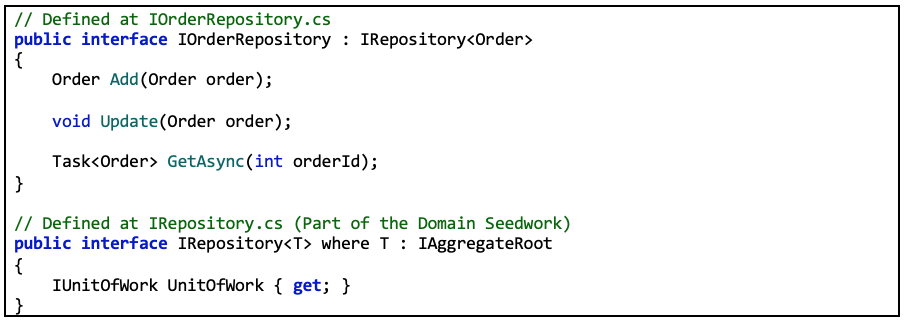 // Defined at IOrderRepository.cs
public interface IOrderRepository : IRepository<Order>
{
    Order Add(Order order);

    void Update(Order order);

    Task<Order> GetAsync(int orderId);
}

// Defined at IRepository.cs (Part of the Domain Seedwork)
public interface IRepository<T> where T : IAggregateRoot
{
    IUnitOfWork UnitOfWork { get; }
}